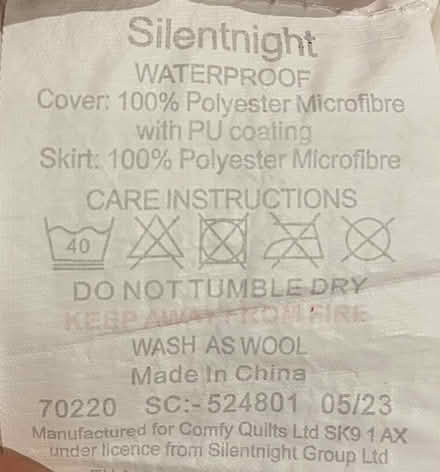 Silentnight
WATERPROOF
Cover: 100% Polyester Microfibre
with PU coating
Skirt: 100% Polyester Microfibre
CARE INSTRUCTIONS
40
DO NOT TUMBLE DRY
KEEP AWAY FROM FIRE
WASH AS WOOL
Made In China
70220 SC:- 524801 05/23
Manufactured for Comfy Quilts Ltd SK9 1 AX
under licence from Silentnight Group Ltd